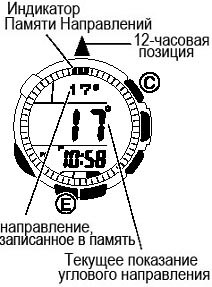 Индикатор
Памяти Направлений
12-часовая
позиция
17°
C
17°
10:58
E
направление,
записанное в память
Текущее показание
углового направления